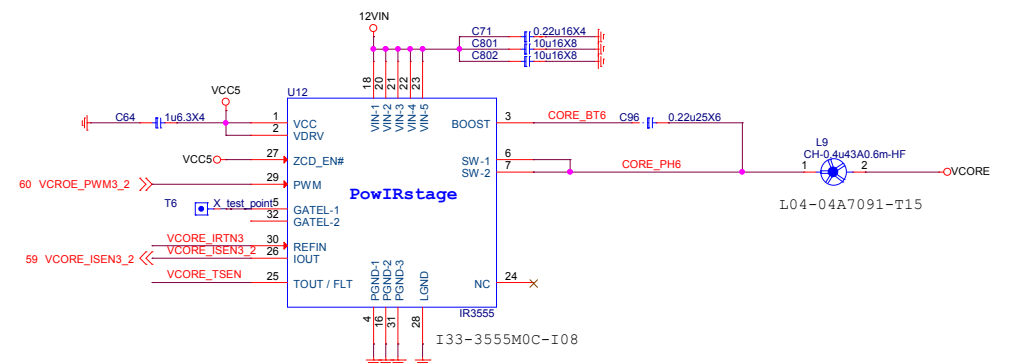 12VIN
C71 0.22u16X4
C801 10u16X8
C802 10u16X8
18 20 21 22 23
VCC5
U12
C64 1u6.3X4
1 VCC
2 VDRV
VIN-1 VIN-2 VIN-3 VIN-4 VIN-5
BOOST 3 CORE_BT6 C96 0.22u25X6
L9
CH-0.4u43A0.6m-HF
VCC5 27 ZCD_EN#
SW-1 6
SW-2 7 CORE_PH6
1 2 VCORE
60 VCROE_PWM3_2 29 PWM
PowIRstage
L04-04A7091-T15
T6 X_test_point 5 GATEL-1
32 GATEL-2
VCORE_IRTN3 30 REFIN
59 VCORE_ISEN3_2 VCORE_ISEN3_2 26 IOUT
VCORE_TSEN 25 TOUT / FLT
PGND-1 PGND-2 PGND-3 LGND
NC 24
IR3555
4 16 31 28
I33-3555M0C-I08